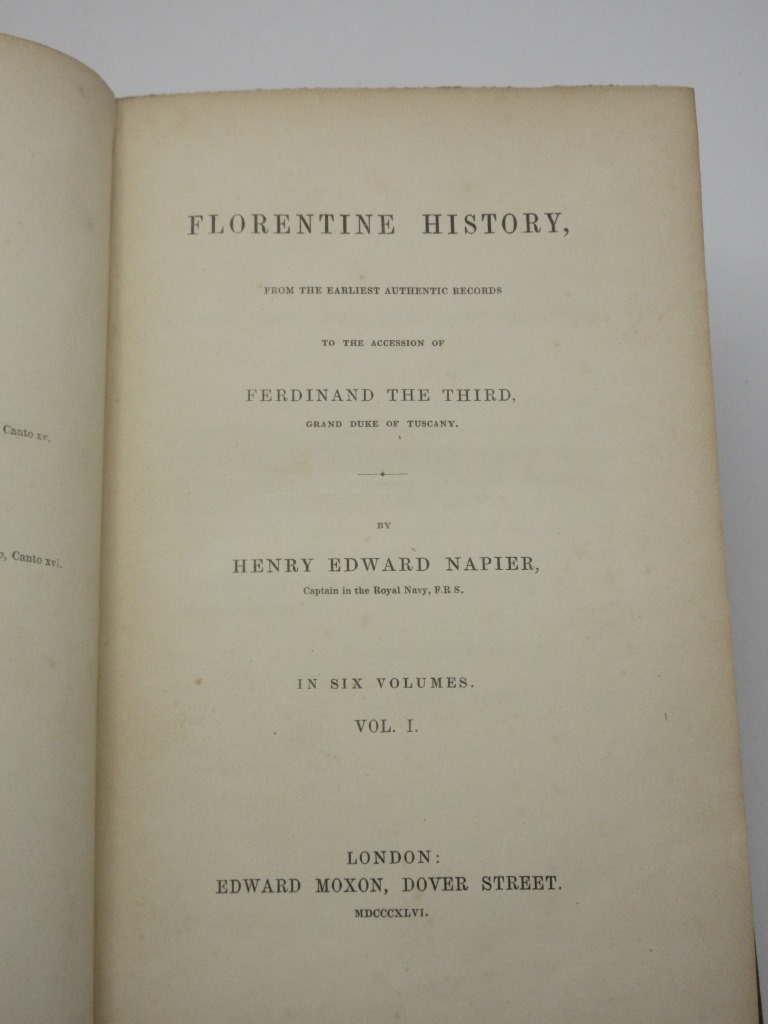 Canto xv.
Canto xvi.
FLORENTINE HISTORY,
FROM THE EARLIEST AUTHENTIC RECORDS
TO THE ACCESSION OF
FERDINAND THE THIRD,
GRAND DUKE OF TUSCANY.
BY
HENRY EDWARD NAPIER,
Captain in the Royal Navy, F.R S.
IN SIX VOLUMES.
VOL. I.
LONDON:
EDWARD MOXON, DOVER STREET.
MDCCCXLVI.